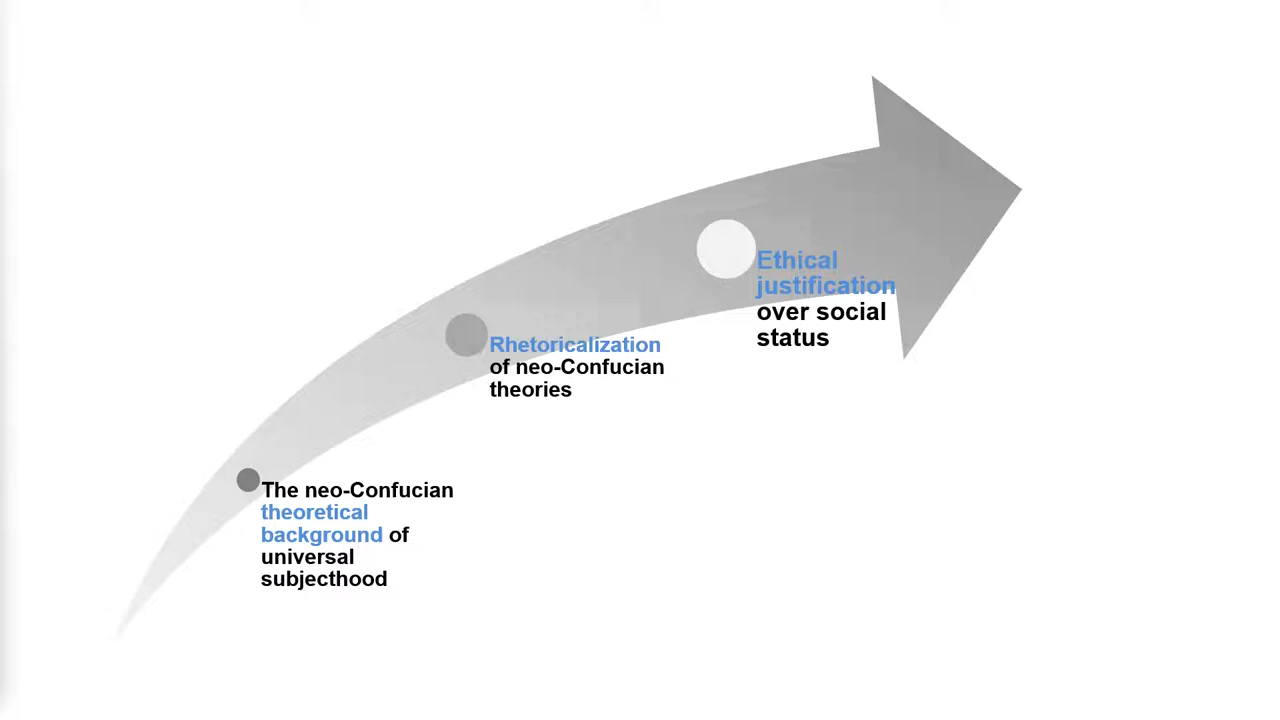 Ethical
justification
over social
status
Rhetoricalization
of neo-Confucian
theories
The neo-Confucian
theoretical
background of
universal
subjecthood